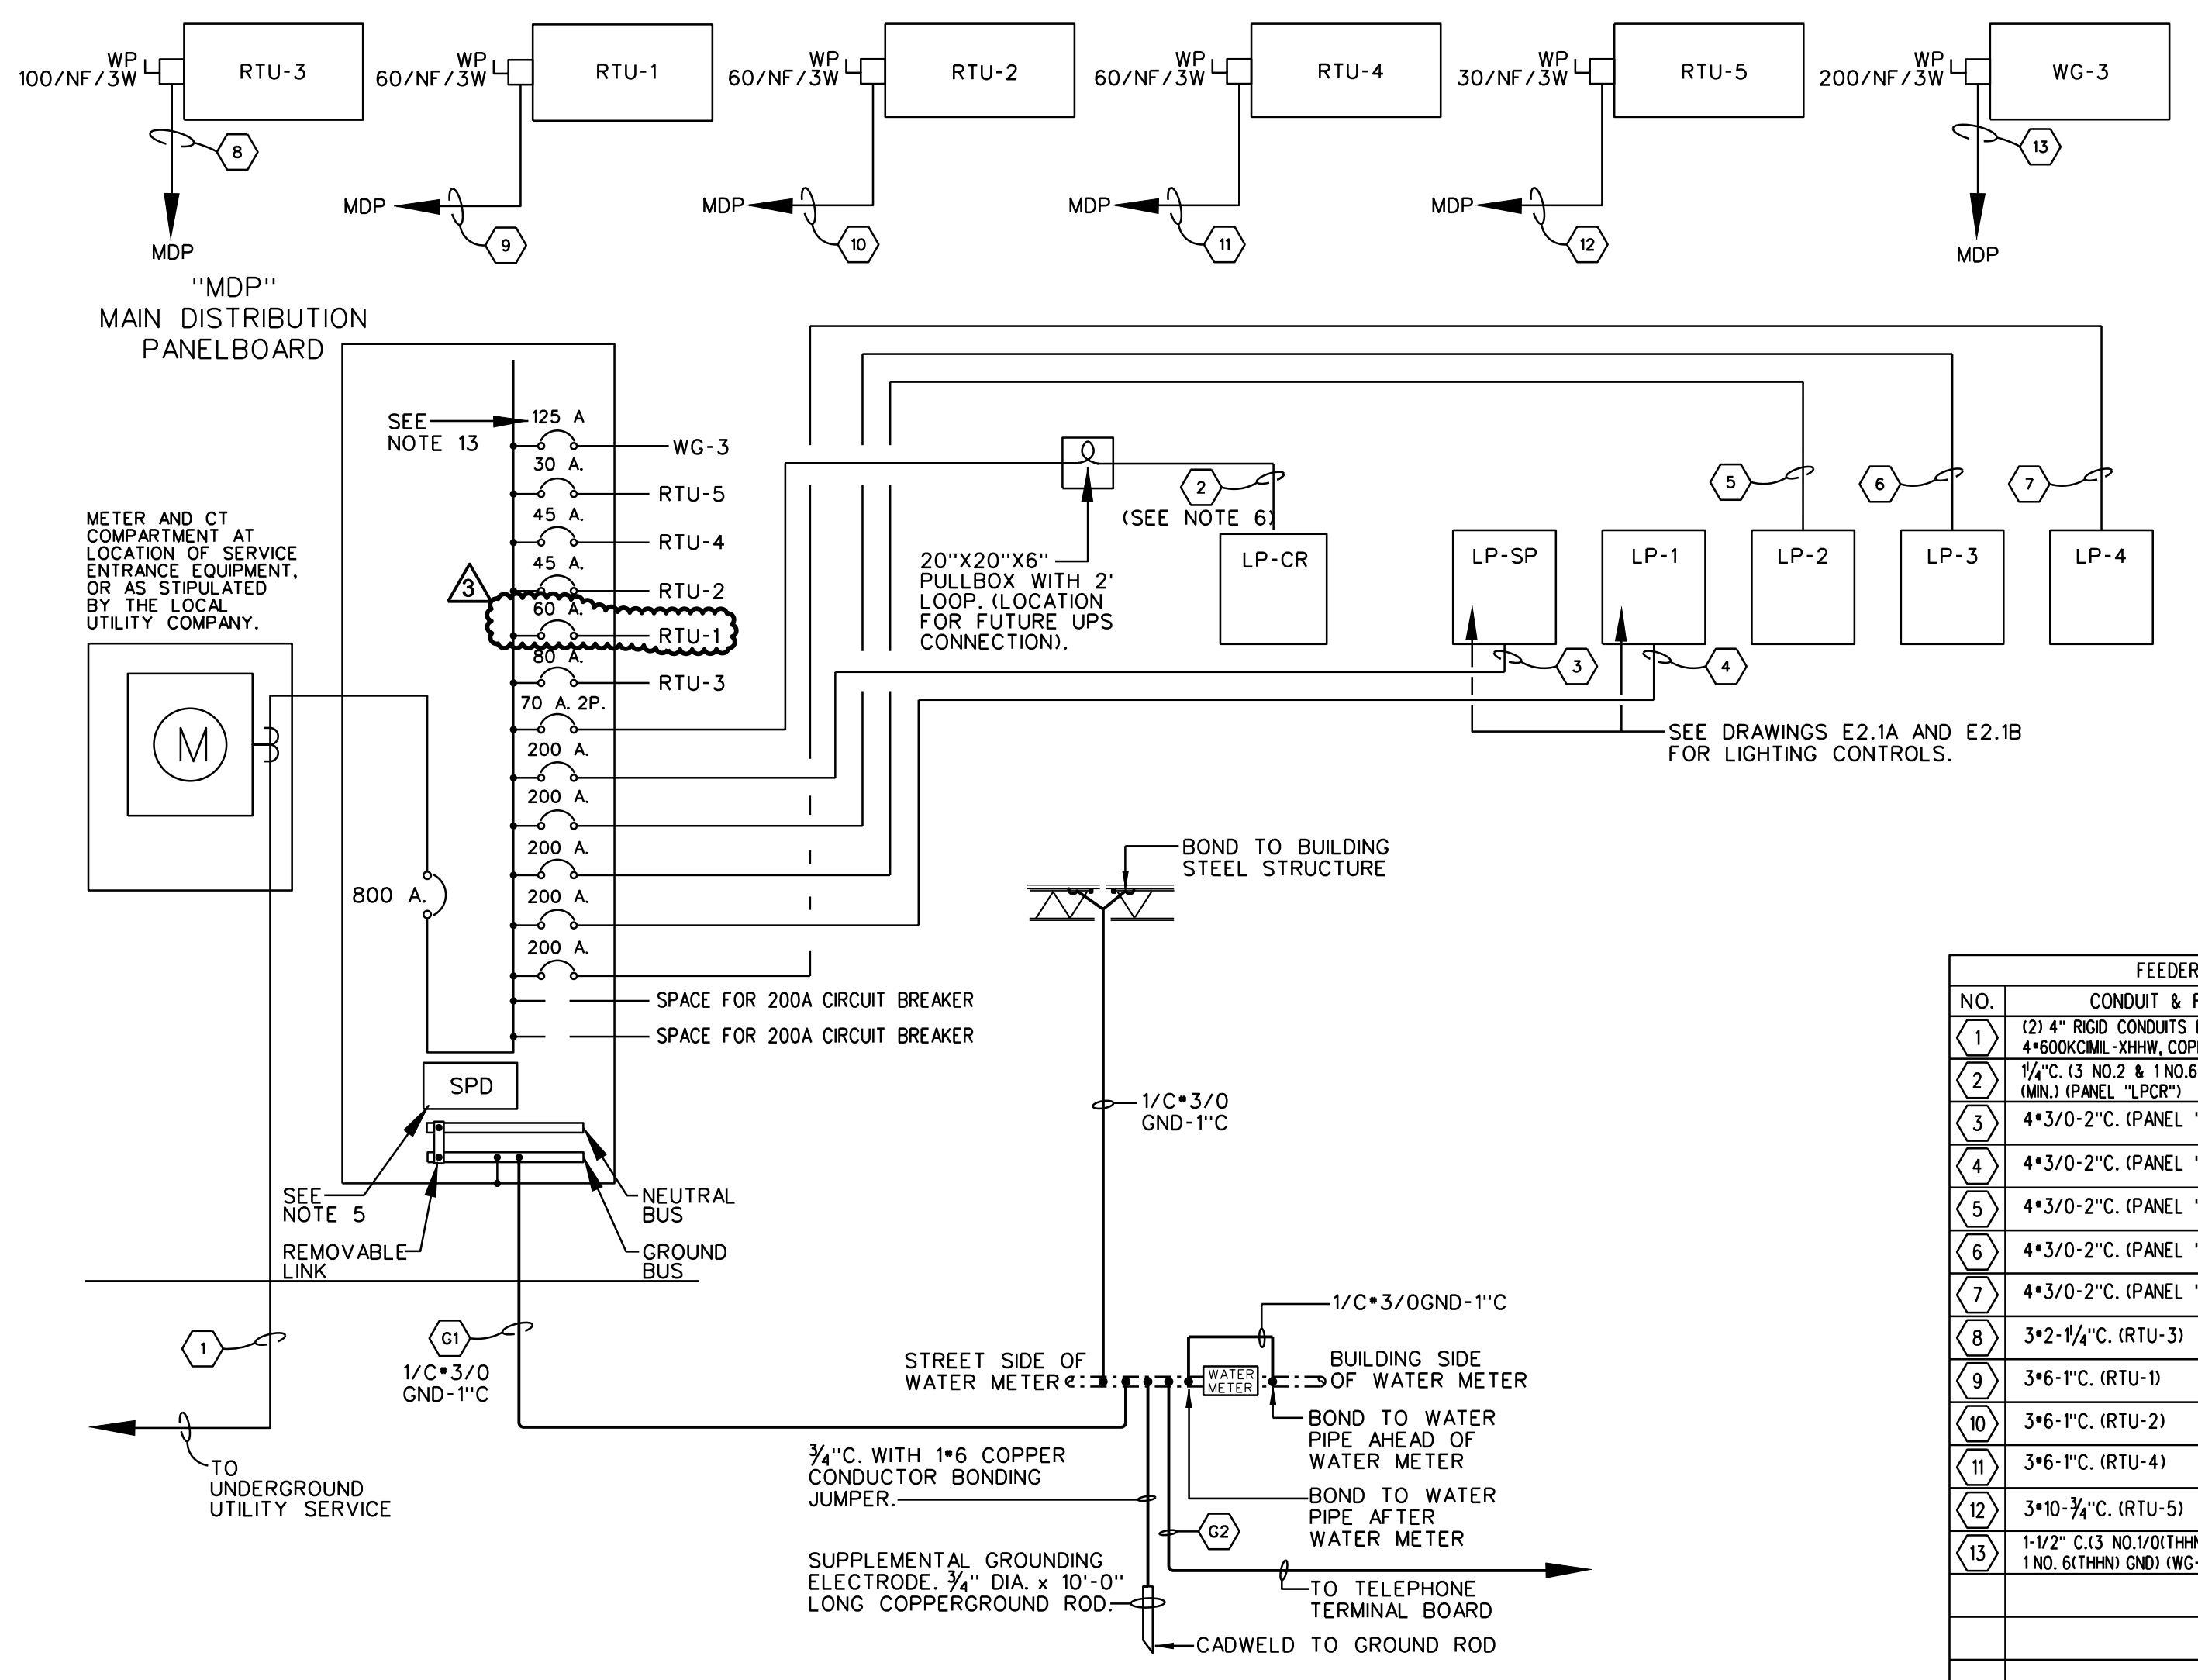 WP
100/NF/3W
RTU-3
WP
60/NF/3W
RTU-1
WP
60/NF/3W
RTU-2
WP
60/NF/3W
RTU-4
WP
30/NF/3W
RTU-5
WP
200/NF/3W
WG-3
8
13
MDP
9
MDP
10
MDP
11
MDP
12
MDP
MDP
"MDP"
MAIN DISTRIBUTION
PANELBOARD
SEE
NOTE 13
125 A
WG-3
30 A.
RTU-5
45 A.
RTU-4
45 A.
RTU-2
3
60 A.
RTU-1
80 A.
RTU-3
70 A. 2P.
200 A.
200 A.
200 A.
200 A.
200 A.
SPACE FOR 200A CIRCUIT BREAKER
SPACE FOR 200A CIRCUIT BREAKER
METER AND CT
COMPARTMENT AT
LOCATION OF SERVICE
ENTRANCE EQUIPMENT,
OR AS STIPULATED
BY THE LOCAL
UTILITY COMPANY.
M
800 A.
SPD
SEE
NOTE 5
REMOVABLE
LINK
NEUTRAL
BUS
GROUND
BUS
2
(SEE NOTE 6)
20"X20"X6"
PULLBOX WITH 2'
LOOP. (LOCATION
FOR FUTURE UPS
CONNECTION).
5
6
7
LP-CR
LP-SP
LP-1
LP-2
LP-3
LP-4
3
4
SEE DRAWINGS E2.1A AND E2.1B
FOR LIGHTING CONTROLS.
BOND TO BUILDING
STEEL STRUCTURE
1/C#3/0
GND-1"C
1
G1
1/C#3/0
GND-1"C
TO
UNDERGROUND
UTILITY SERVICE
1/C#3/0GND-1"C
STREET SIDE OF
WATER METER
WATER
METER
BUILDING SIDE
OF WATER METER
BOND TO WATER
PIPE AHEAD OF
WATER METER
BOND TO WATER
PIPE AFTER
WATER METER
¾"C. WITH 1#6 COPPER
CONDUCTOR BONDING
JUMPER.
G2
SUPPLEMENTAL GROUNDING
ELECTRODE. ¾" DIA. x 10'-0"
LONG COPPERGROUND ROD.
TO TELEPHONE
TERMINAL BOARD
CADWELD TO GROUND ROD
FEEDER
NO.
CONDUIT &
1
(2) 4" RIGID CONDUITS
4#600KCIMIL-XHHW,
2
1¼"C. (3 NO.2 & 1 NO.6
(MIN.) (PANEL "LPCR")
3
4#3/0-2"C. (PANEL "
4
4#3/0-2"C. (PANEL "
5
4#3/0-2"C. (PANEL "
6
4#3/0-2"C. (PANEL "
7
4#3/0-2"C. (PANEL "
8
3#2-1¼"C. (RTU-3)
9
3#6-1"C. (RTU-1)
10
3#6-1"C. (RTU-2)
11
3#6-1"C. (RTU-4)
12
3#10-¾"C. (RTU-5)
13
1-1/2" C.(3 NO.1/0(THHN
1 NO. 6(THHN) GND) (WG-